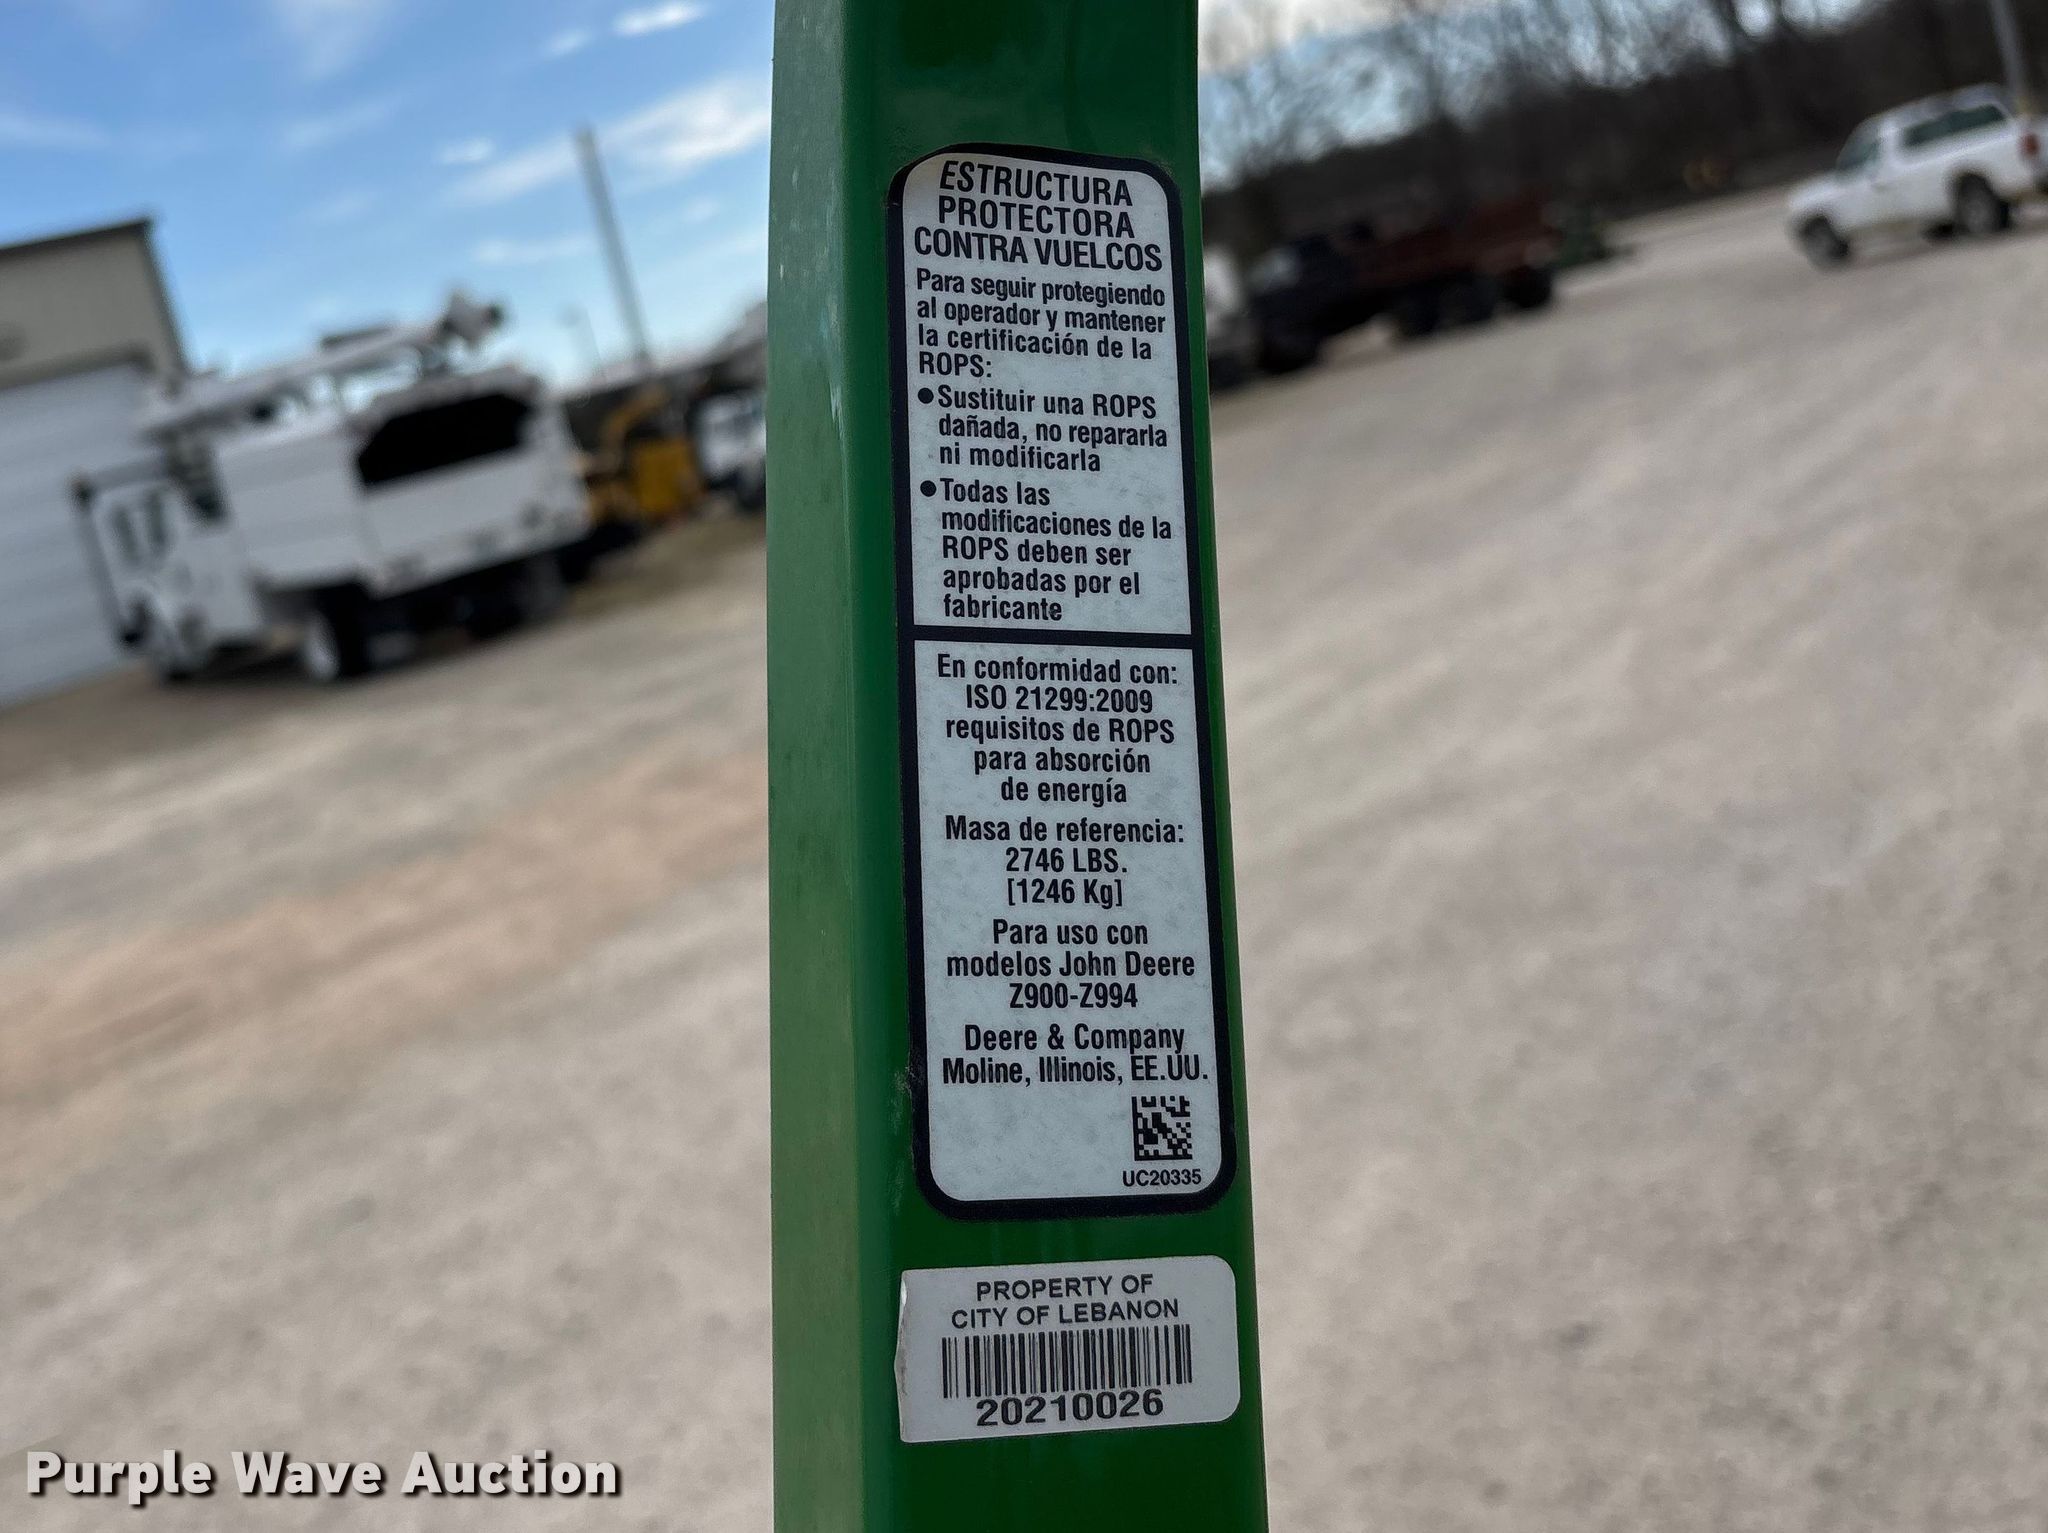 ESTRUCTURA
PROTECTORA
CONTRA VUELCOS
Para seguir protegiendo
al operador y mantener
la certificación de la
ROPS:
●Sustituir una ROPS
dañada, no repararla
ni modificarla
●Todas las
modificaciones de la
ROPS deben ser
aprobadas por el
fabricante
En conformidad con:
ISO 21299:2009
requisitos de ROPS
para absorción
de energía
Masa de referencia:
2746 LBS.
[1246 Kg]
Para uso con
modelos John Deere
Z900-Z994
Deere & Company
Moline, Illinois, EE.UU.
UC20335
PROPERTY OF
CITY OF LEBANON
20210026
Purple Wave Auction